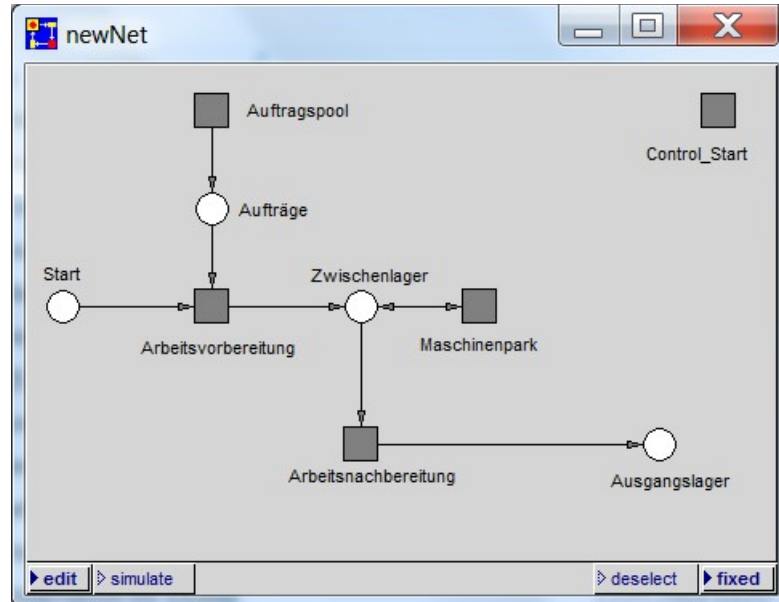 newNet
Auftragspool
Control_Start
Aufträge
Start
Zwischenlager
Arbeitsvorbereitung
Maschinenpark
Arbeitsnachbereitung
Ausgangslager
edit
simulate
deselect
fixed